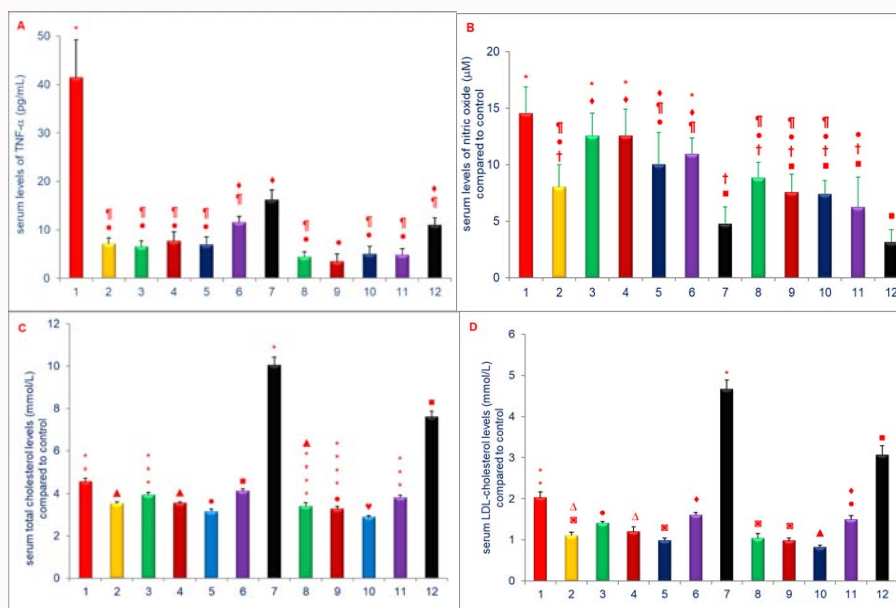 A
serum levels of TNF-α (pg/mL)
50
40
30
20
10
0
1 2 3 4 5 6 7 8 9 10 11 12
B
serum levels of nitric oxide (µM)
compared to control
20
15
10
5
0
1 2 3 4 5 6 7 8 9 10 11 12
C
serum total cholesterol levels (mmol/L)
compared to control
12
10
8
6
4
2
0
1 2 3 4 5 6 7 8 9 10 11 12
D
serum LDL-cholesterol levels (mmol/L)
compared to control
6
5
4
3
2
1
0
1 2 3 4 5 6 7 8 9 10 11 12